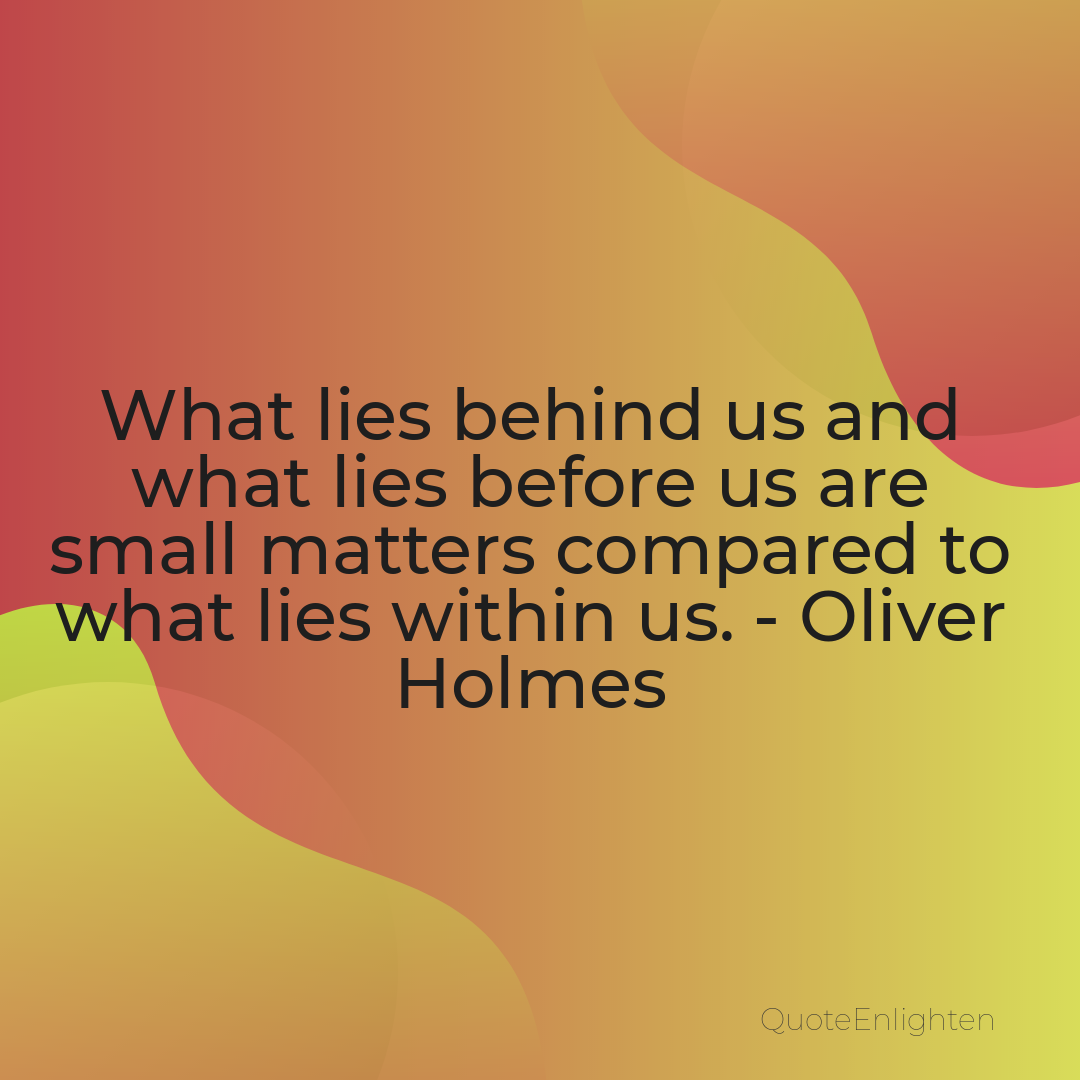 What lies behind us and
what lies before us are
small matters compared to
what lies within us. - Oliver
Holmes
QuoteEnlighten